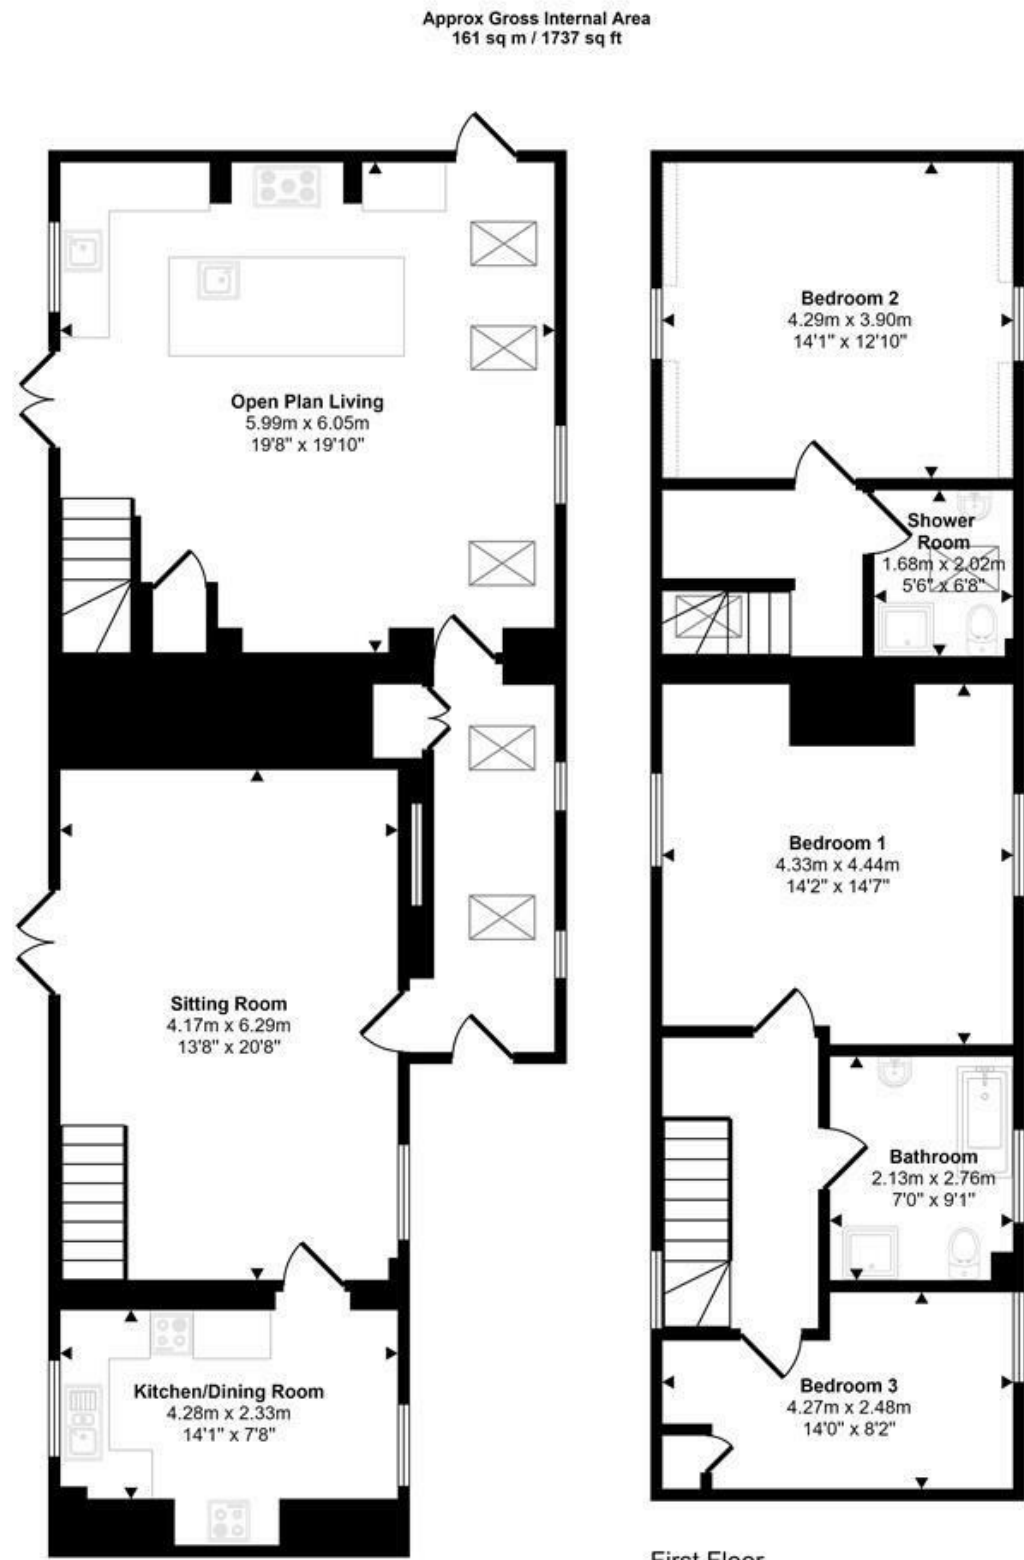 Approx Gross Internal Area
161 sq m / 1737 sq ft
Open Plan Living
5.99m x 6.05m
19'8" x 19'10"
Sitting Room
4.17m x 6.29m
13'8" x 20'8"
Kitchen/Dining Room
4.28m x 2.33m
14'1" x 7'8"
Bedroom 2
4.29m x 3.90m
14'1" x 12'10"
Shower
Room
1.68m x 2.02m
5'6" x 6'8"
Bedroom 1
4.33m x 4.44m
14'2" x 14'7"
Bathroom
2.13m x 2.76m
7'0" x 9'1"
Bedroom 3
4.27m x 2.48m
14'0" x 8'2"
First Floor